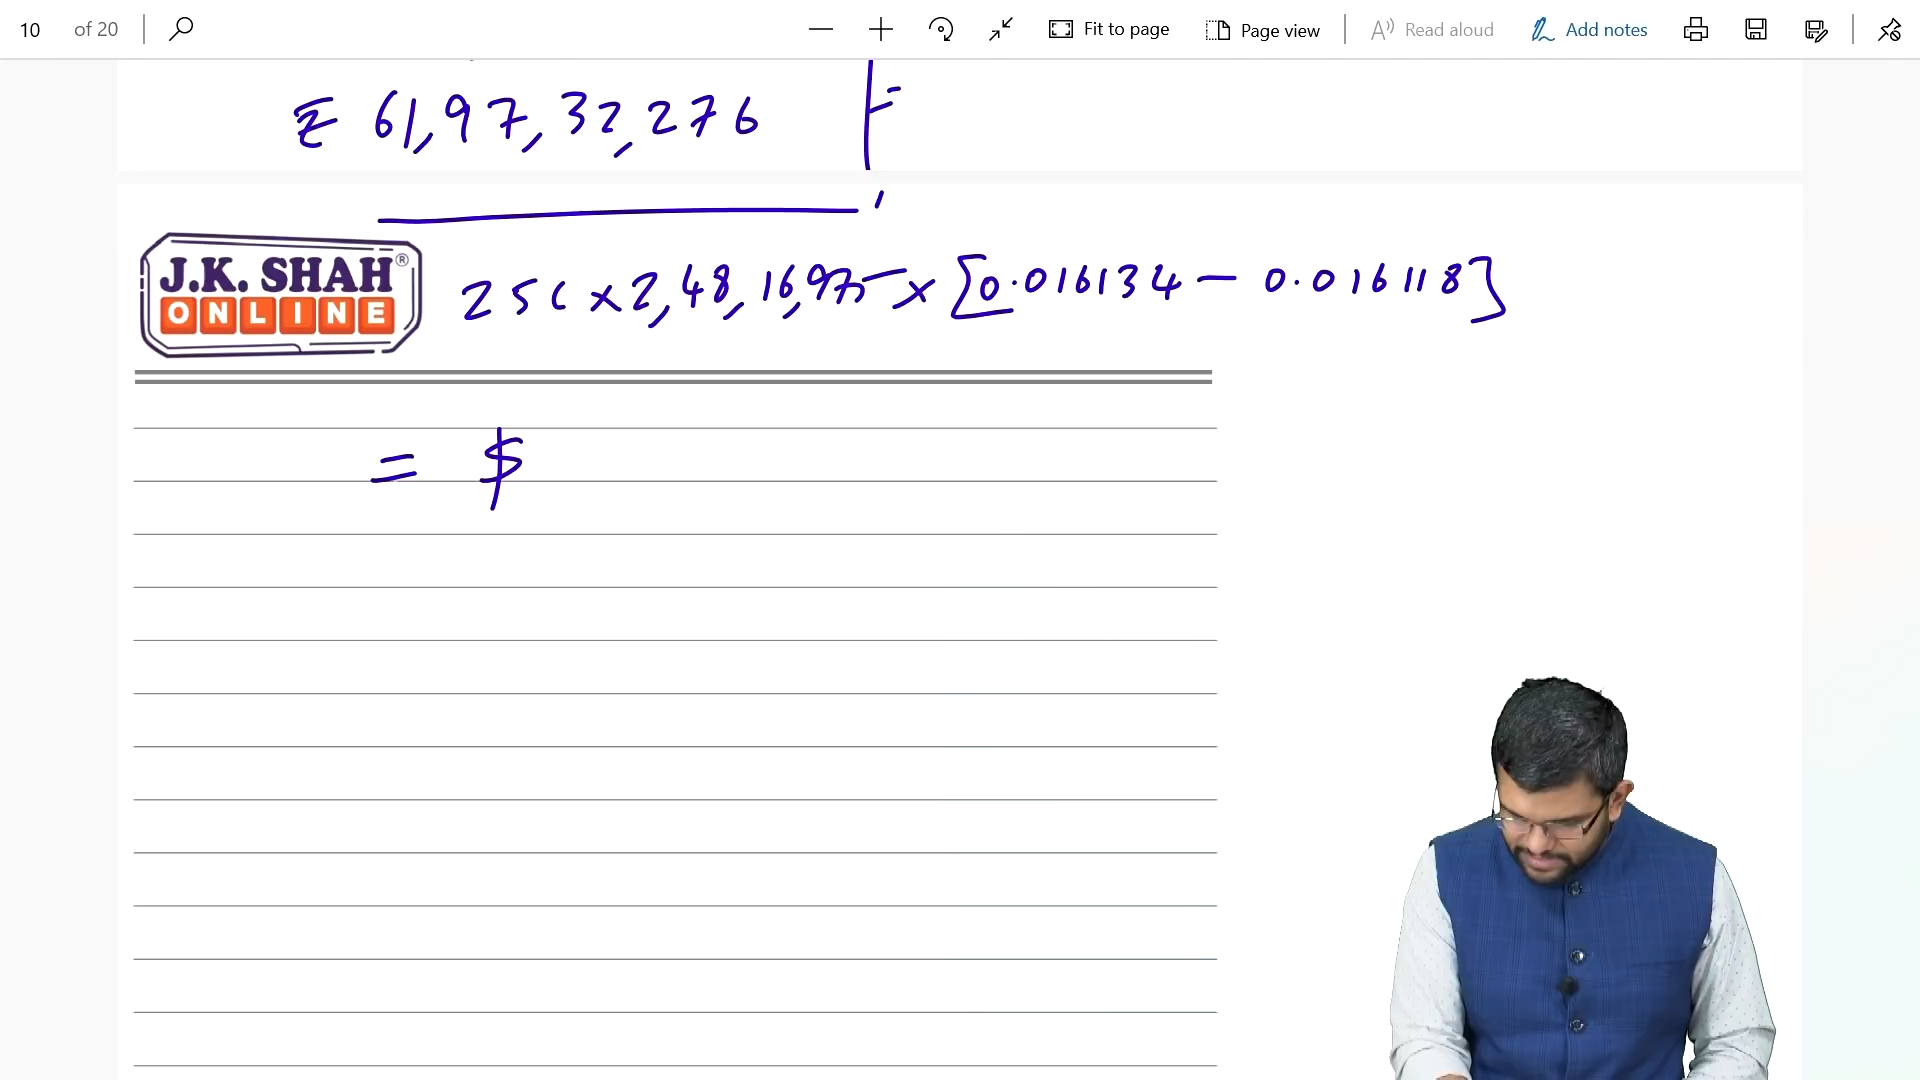 10 of 20 Fit to page Page view Read aloud Add notes
₹ 61,97,32,276
J.K. SHAH®
ONLINE
25C × 2,48,16,975 × [0.016134 - 0.016118]
= $